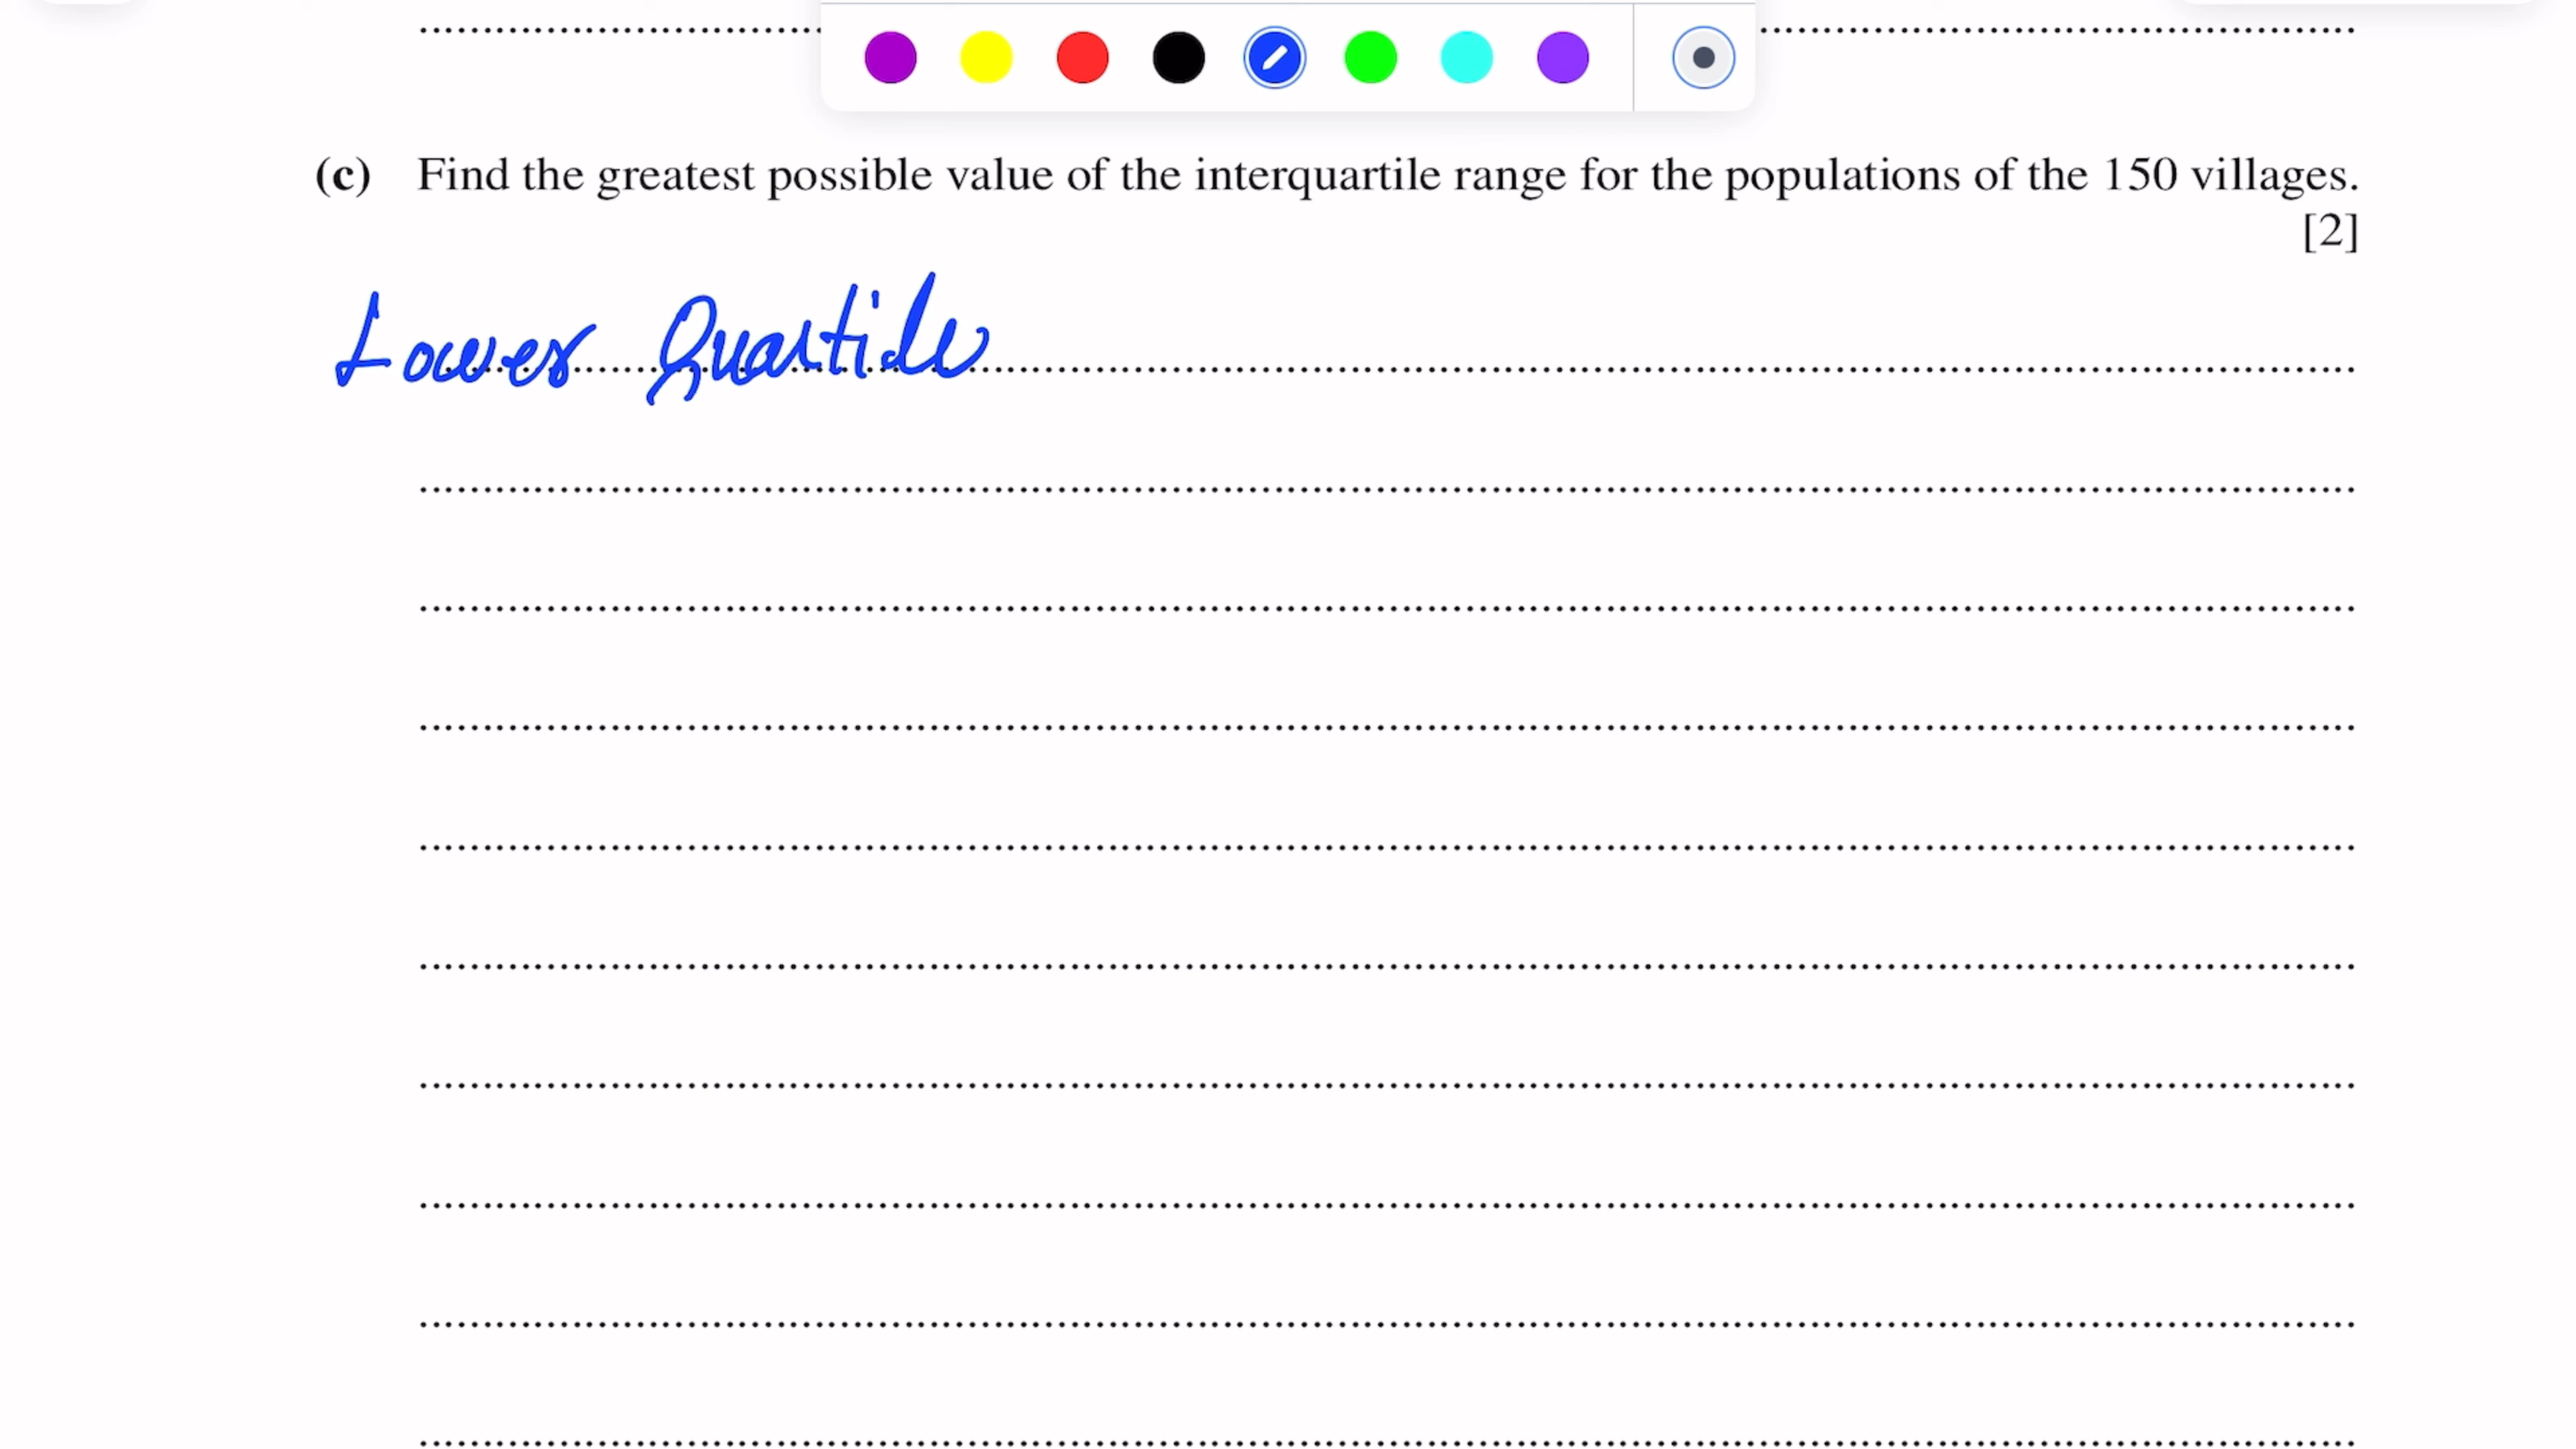 (c) Find the greatest possible value of the interquartile range for the populations of the 150 villages.
[2]
Lower Quartile